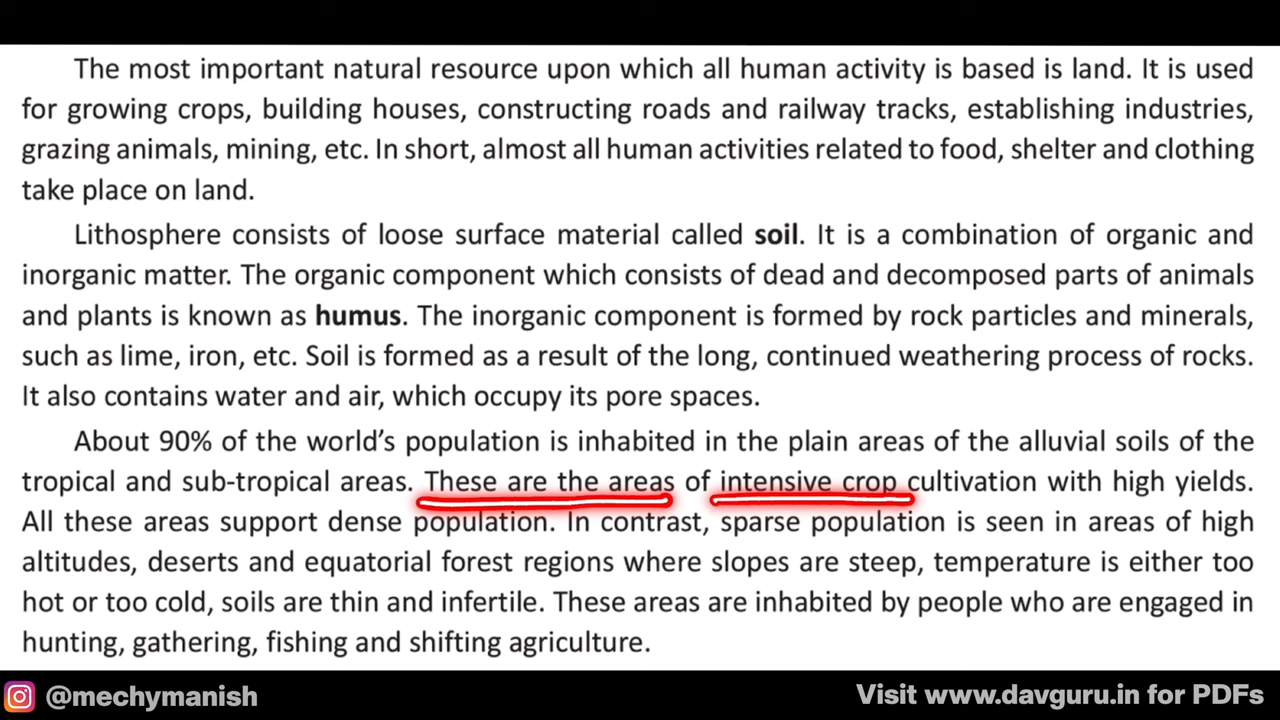 The most important natural resource upon which all human activity is based is land. It is used
for growing crops, building houses, constructing roads and railway tracks, establishing industries,
grazing animals, mining, etc. In short, almost all human activities related to food, shelter and clothing
take place on land.
Lithosphere consists of loose surface material called soil. It is a combination of organic and
inorganic matter. The organic component which consists of dead and decomposed parts of animals
and plants is known as humus. The inorganic component is formed by rock particles and minerals,
such as lime, iron, etc. Soil is formed as a result of the long, continued weathering process of rocks.
It also contains water and air, which occupy its pore spaces.
About 90% of the world’s population is inhabited in the plain areas of the alluvial soils of the
tropical and sub-tropical areas. These are the areas of intensive crop cultivation with high yields.
All these areas support dense population. In contrast, sparse population is seen in areas of high
altitudes, deserts and equatorial forest regions where slopes are steep, temperature is either too
hot or too cold, soils are thin and infertile. These areas are inhabited by people who are engaged in
hunting, gathering, fishing and shifting agriculture.
@mechymanish
Visit www.davguru.in for PDFs